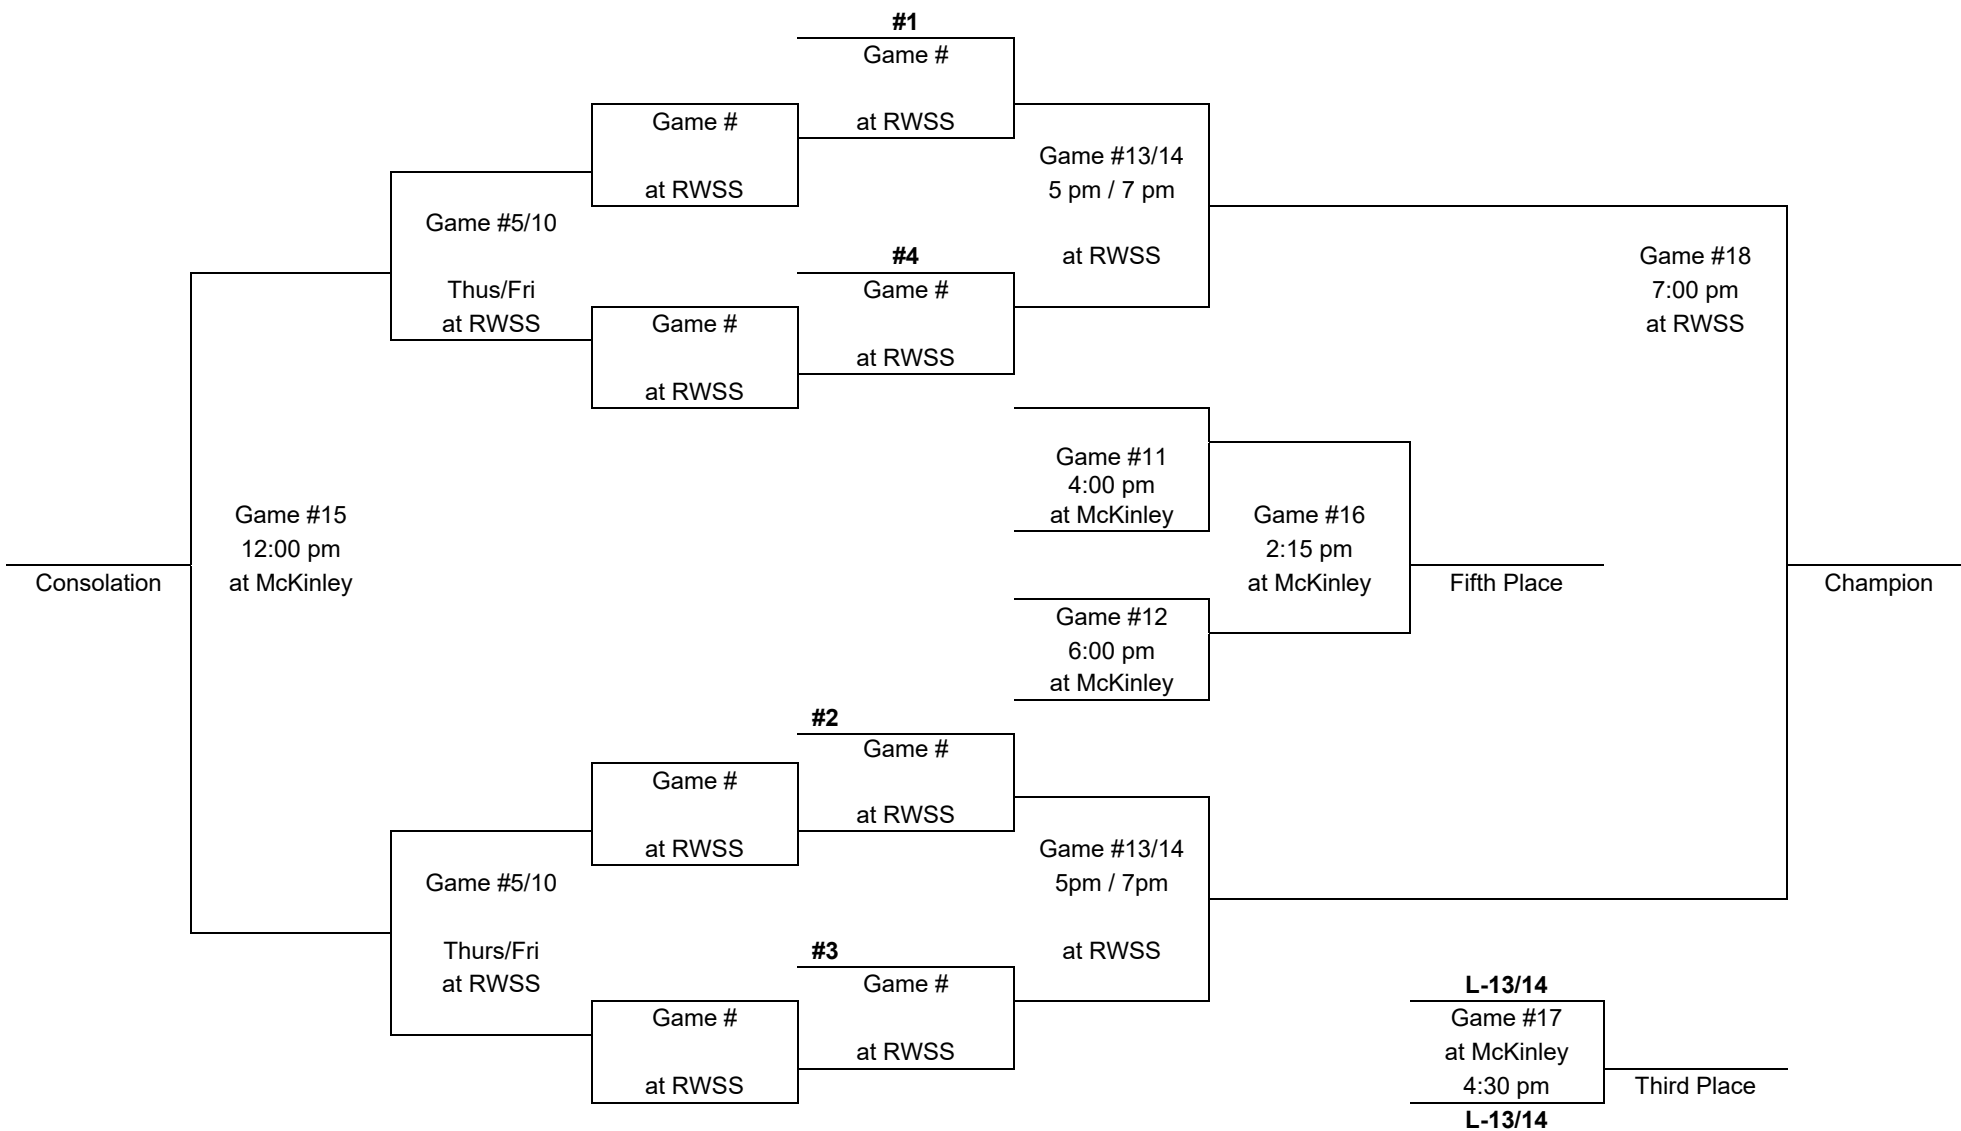 #1
Game #
at RWSS
Game #
at RWSS
Game #13/14
5 pm / 7 pm
at RWSS
Game #5/10
Thus/Fri
at RWSS
#4
Game #
at RWSS
Game #
at RWSS
Game #18
7:00 pm
at RWSS
Game #11
4:00 pm
at McKinley
Game #15
12:00 pm
at McKinley
Consolation
Game #16
2:15 pm
at McKinley
Fifth Place
Champion
Game #12
6:00 pm
at McKinley
#2
Game #
at RWSS
Game #
at RWSS
Game #13/14
5pm / 7pm
at RWSS
Game #5/10
Thurs/Fri
at RWSS
#3
Game #
at RWSS
Game #
at RWSS
L-13/14
Game #17
at McKinley
4:30 pm
L-13/14
Third Place